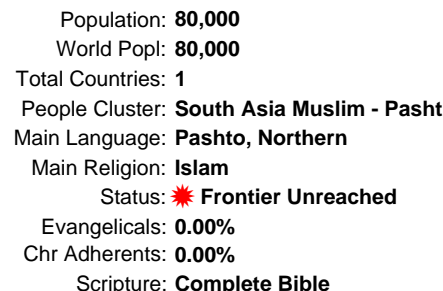 Population: 80,000
World Popl: 80,000
Total Countries: 1
People Cluster: South Asia Muslim - Pasht
Main Language: Pashto, Northern
Main Religion: Islam
Status: Frontier Unreached
Evangelicals: 0.00%
Chr Adherents: 0.00%
Scripture: Complete Bible